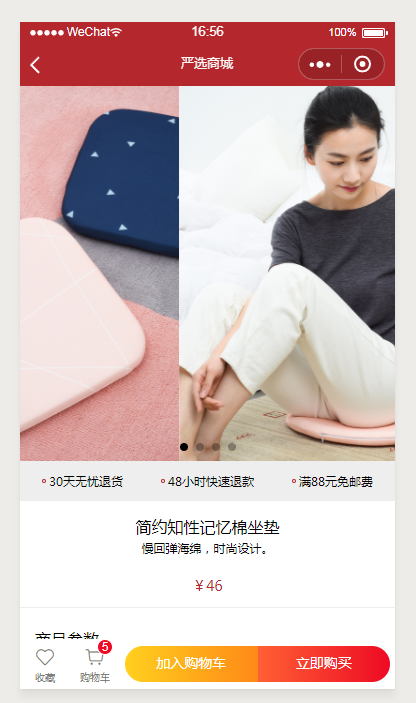 WeChat 16:56 100%
严选商城
30天无忧退货 48小时快速退款 满88元免邮费
简约知性记忆棉坐垫
慢回弹海绵，时尚设计。
￥46
商品参数
5
收藏 购物车 加入购物车 立即购买